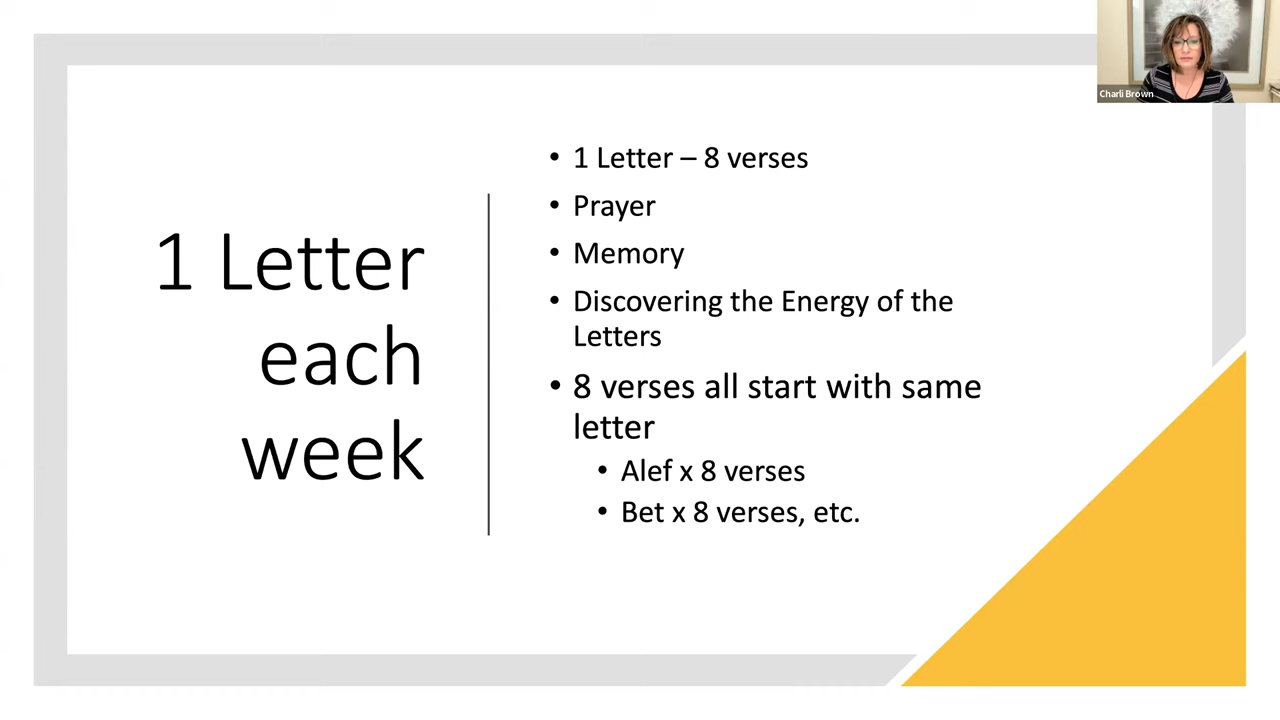 1 Letter
each
week
• 1 Letter – 8 verses
• Prayer
• Memory
• Discovering the Energy of the
Letters
• 8 verses all start with same
letter
• Alef x 8 verses
• Bet x 8 verses, etc.
Charli Brown